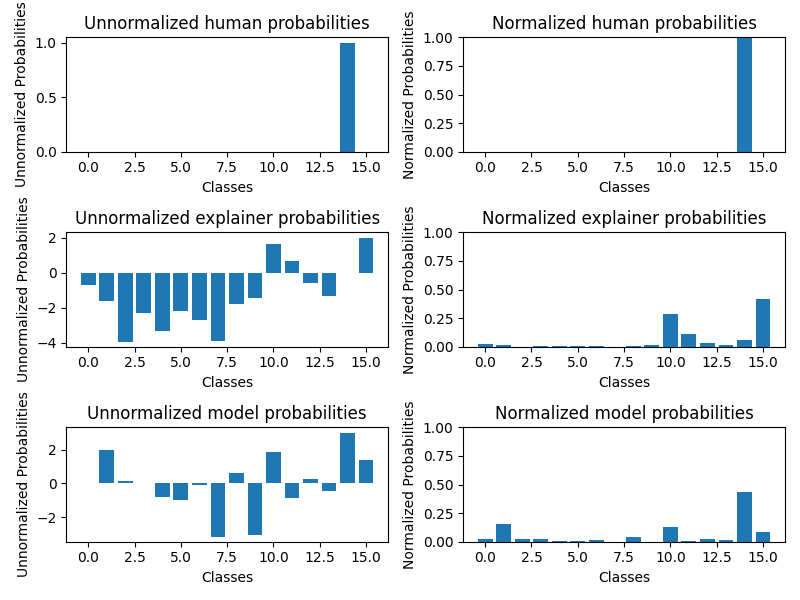 Unnormalized human probabilities
Unnormalized Probabilities
1.0
0.5
0.0
0.0 2.5 5.0 7.5 10.0 12.5 15.0
Classes
Normalized human probabilities
Normalized Probabilities
1.00
0.75
0.50
0.25
0.00
0.0 2.5 5.0 7.5 10.0 12.5 15.0
Classes
Unnormalized explainer probabilities
Unnormalized Probabilities
2
0
−2
−4
0.0 2.5 5.0 7.5 10.0 12.5 15.0
Classes
Normalized explainer probabilities
Normalized Probabilities
1.00
0.75
0.50
0.25
0.00
0.0 2.5 5.0 7.5 10.0 12.5 15.0
Classes
Unnormalized model probabilities
Unnormalized Probabilities
2
0
−2
0.0 2.5 5.0 7.5 10.0 12.5 15.0
Classes
Normalized model probabilities
Normalized Probabilities
1.00
0.75
0.50
0.25
0.00
0.0 2.5 5.0 7.5 10.0 12.5 15.0
Classes